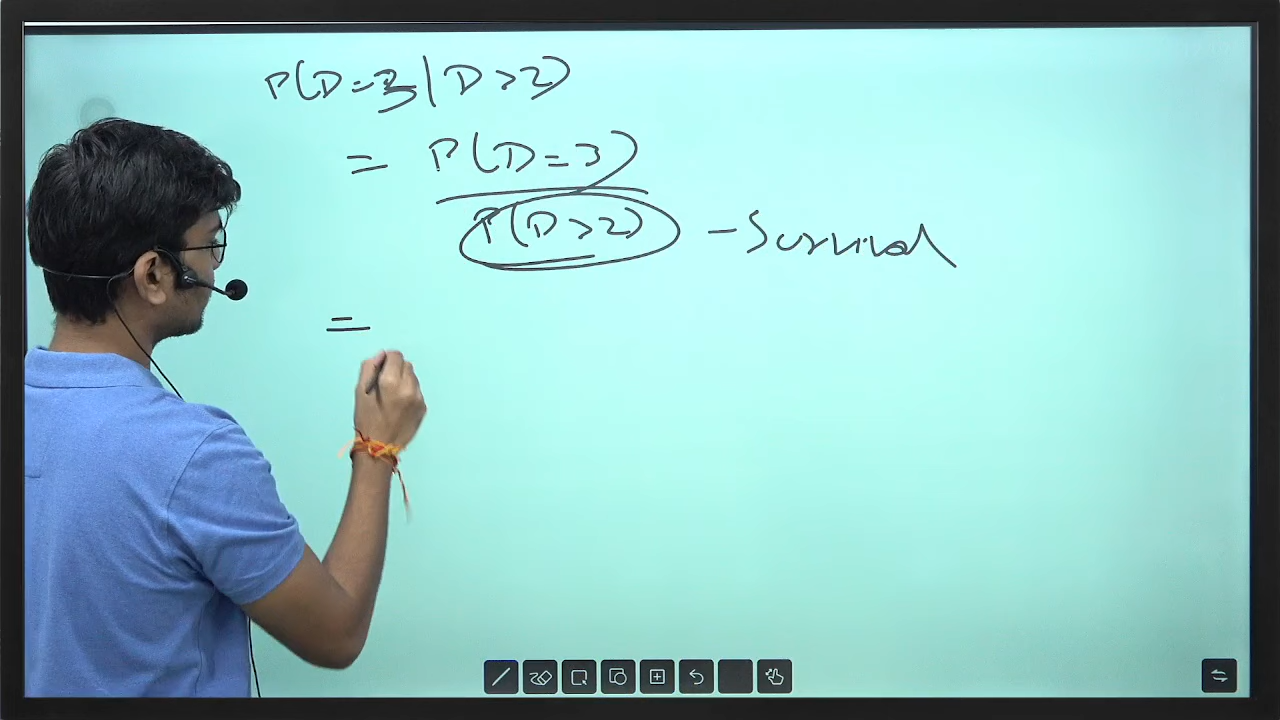 P(D=3|D>2)
= P(D=3)
P(D>2) - Survival
=